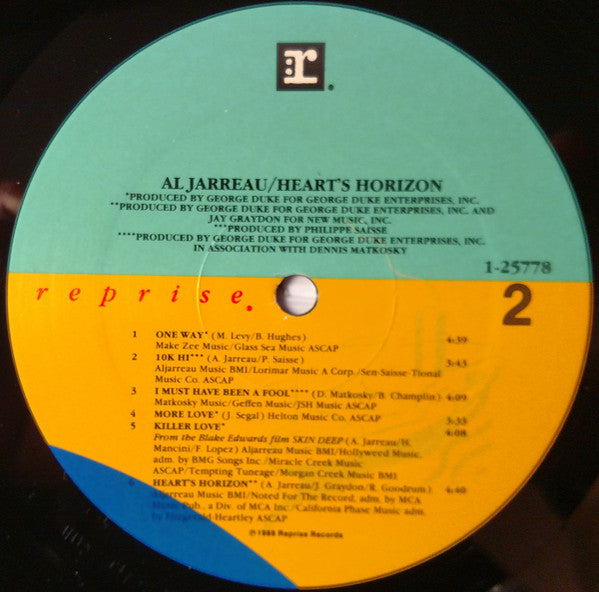 :r.
AL JARREAU/HEART'S HORIZON
*PRODUCED BY GEORGE DUKE FOR GEORGE DUKE ENTERPRISES, INC.
**PRODUCED BY GEORGE DUKE FOR GEORGE DUKE ENTERPRISES, INC. AND
JAY GRAYDON FOR NEW MUSIC, INC.
***PRODUCED BY PHILIPPE SAISSE
****PRODUCED BY GEORGE DUKE FOR GEORGE DUKE ENTERPRISES, INC.
IN ASSOCIATION WITH DENNIS MATKOSKY
1-25778
reprise.
2
1 ONE WAY* (M. Levy/B. Hughes)
Make Zee Music/Glass Sea Music ASCAP 4:39
2 10K HI*** (A. Jarreau/P. Saisse) 3:43
Aljarreau Music BMI/Lorimar Music A Corp./Sen-Saisse-Tional
Music Co. ASCAP
3 I MUST HAVE BEEN A FOOL**** (D. Matkosky/B. Champlin) 4:09
Matkosky Music/Geffen Music/JSH Music ASCAP
4 MORE LOVE* (J. Segal) Helton Music Co. ASCAP 3:33
5 KILLER LOVE* 4:08
From the Blake Edwards film SKIN DEEP (A. Jarreau/H.
Mancini/F. Lopez) Aljarreau Music BMI/Hollyweed Music,
adm. by BMG Songs Inc./Miracle Creek Music
ASCAP/Tempting Tuneage/Morgan Creek Music BMI
6 HEART'S HORIZON** (A. Jarreau/J. Graydon/R. Goodrum) 4:40
Aljarreau Music BMI/Noted For The Record, adm. by MCA
Music Pub., a Div. of MCA Inc./California Phase Music adm.
by Fitzgerald-Heartley ASCAP
℗1988 Reprise Records